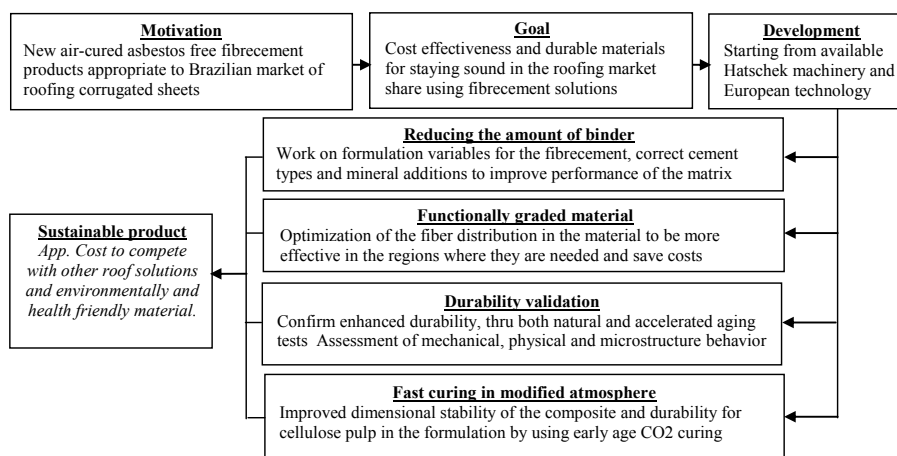 Motivation
New air-cured asbestos free fibrecement
products appropriate to Brazilian market of
roofing corrugated sheets
Goal
Cost effectiveness and durable materials
for staying sound in the roofing market
share using fibrecement solutions
Development
Starting from available
Hatschek machinery and
European technology
Reducing the amount of binder
Work on formulation variables for the fibrecement, correct cement
types and mineral additions to improve performance of the matrix
Functionally graded material
Optimization of the fiber distribution in the material to be more
effective in the regions where they are needed and save costs
Durability validation
Confirm enhanced durability, thru both natural and accelerated aging
tests Assessment of mechanical, physical and microstructure behavior
Fast curing in modified atmosphere
Improved dimensional stability of the composite and durability for
cellulose pulp in the formulation by using early age CO2 curing
Sustainable product
App. Cost to compete
with other roof solutions
and environmentally and
health friendly material.